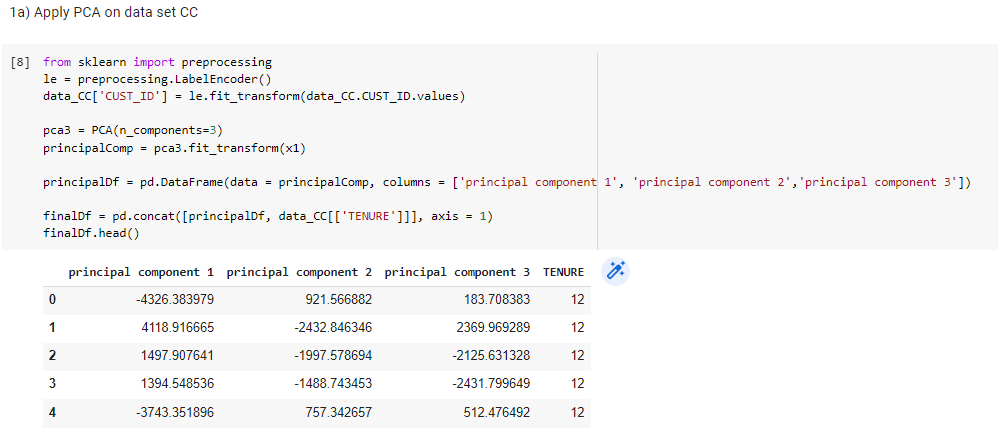 1a) Apply PCA on data set CC
[8] from sklearn import preprocessing
le = preprocessing.LabelEncoder()
data_CC['CUST_ID'] = le.fit_transform(data_CC.CUST_ID.values)
pca3 = PCA(n_components=3)
principalComp = pca3.fit_transform(x1)
principalDf = pd.DataFrame(data = principalComp, columns = ['principal component 1', 'principal component 2','principal component 3'])
finalDf = pd.concat([principalDf, data_CC[['TENURE']]], axis = 1)
finalDf.head()
principal component 1 principal component 2 principal component 3 TENURE
0 -4326.383979 921.566882 183.708383 12
1 4118.916665 -2432.846346 2369.969289 12
2 1497.907641 -1997.578694 -2125.631328 12
3 1394.548536 -1488.743453 -2431.799649 12
4 -3743.351896 757.342657 512.476492 12